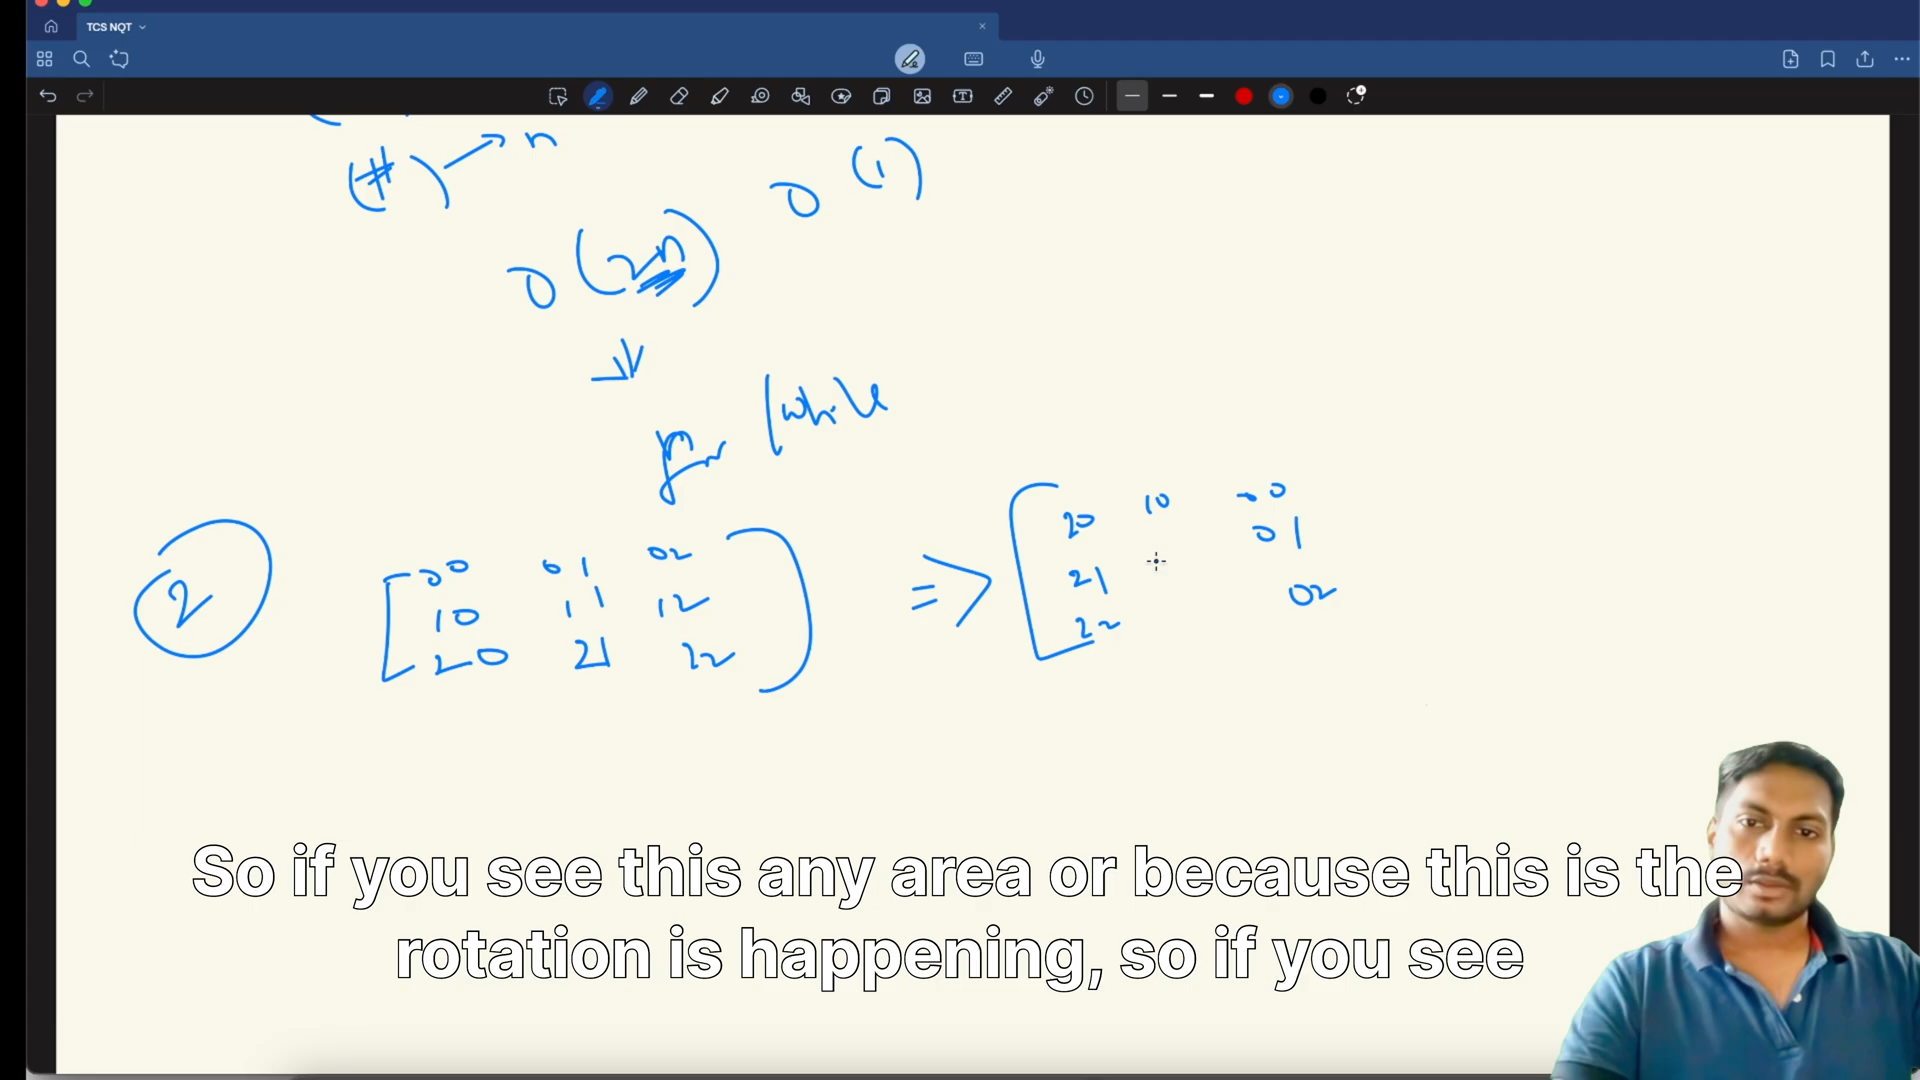 TCS NQT
(#) → n
O (1)
O (2n)
for / while
2
00 01 02
10 11 12
20 21 22
=>
20 10 00
21 01
22 02
So if you see this any area or because this is the
rotation is happening, so if you see